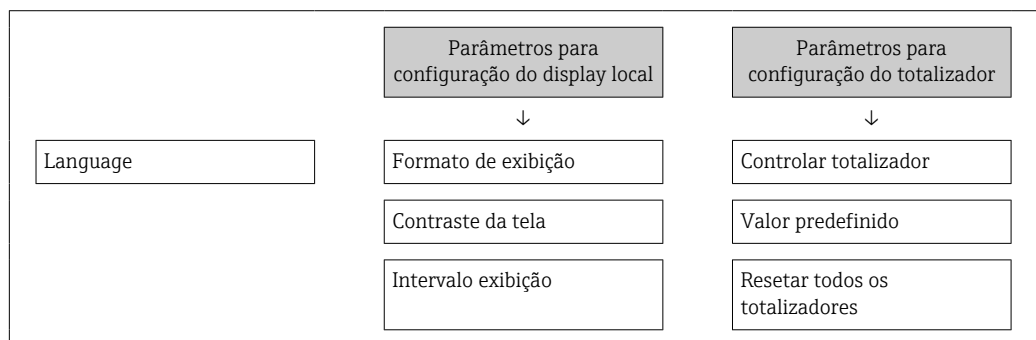 Parâmetros para
configuração do display local
Parâmetros para
configuração do totalizador
↓
↓
Language
Formato de exibição
Controlar totalizador
Contraste da tela
Valor predefinido
Intervalo exibição
Resetar todos os
totalizadores